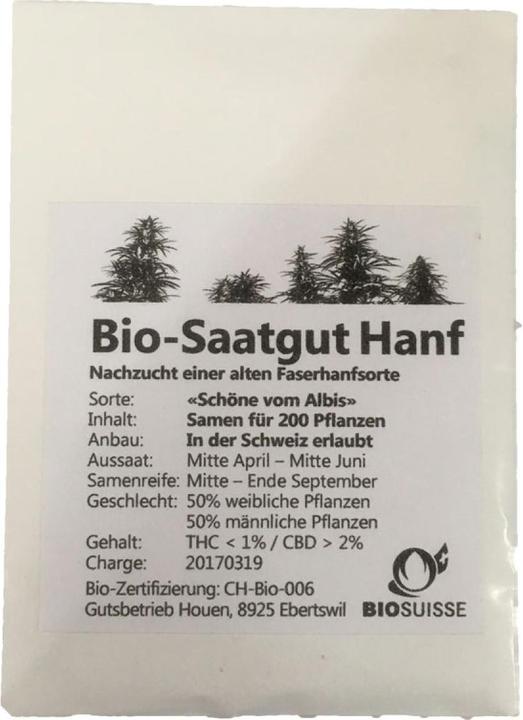 Bio-Saatgut Hanf
Nachzucht einer alten Faserhanfsorte
Sorte: «Schöne vom Albis»
Inhalt: Samen für 200 Pflanzen
Anbau: In der Schweiz erlaubt
Aussaat: Mitte April – Mitte Juni
Samenreife: Mitte – Ende September
Geschlecht: 50% weibliche Pflanzen
50% männliche Pflanzen
Gehalt: THC < 1% / CBD > 2%
Charge: 20170319
Bio-Zertifizierung: CH-Bio-006
Gutsbetrieb Houen, 8925 Ebertswil BIOSUISSE